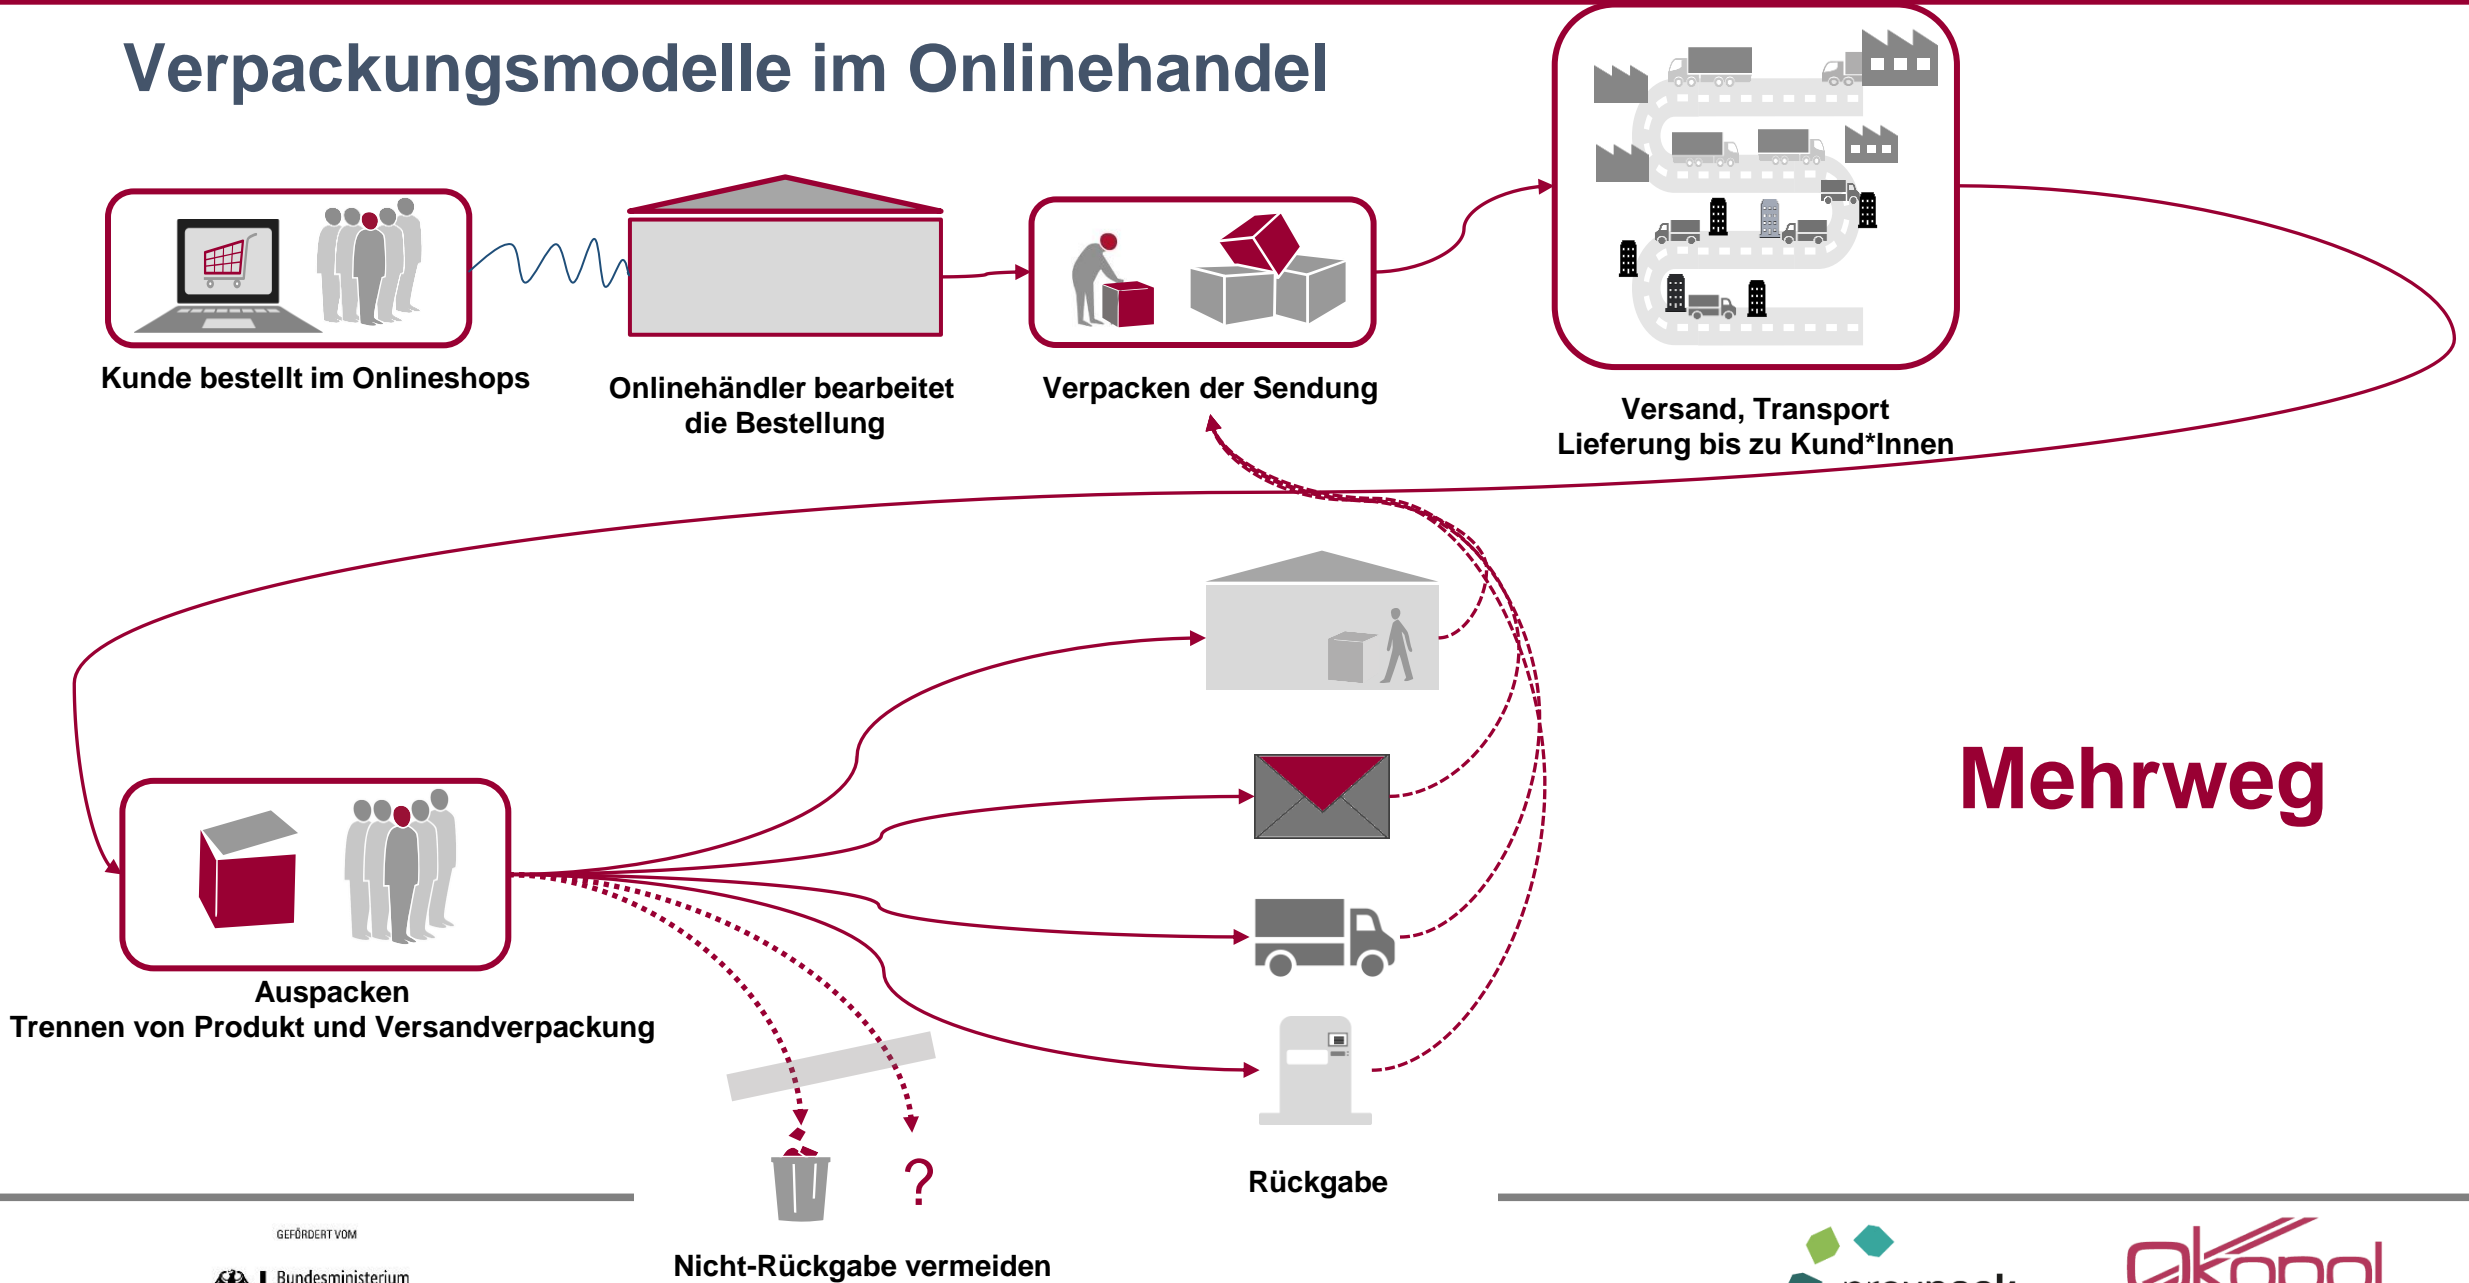 Verpackungsmodelle im Onlinehandel
Kunde bestellt im Onlineshops
Onlinehändler bearbeitet
die Bestellung
Verpacken der Sendung
Versand, Transport
Lieferung bis zu Kund*Innen
Mehrweg
Auspacken
Trennen von Produkt und Versandverpackung
?
Rückgabe
Nicht-Rückgabe vermeiden
GEFÖRDERT VOM
Bundesministerium